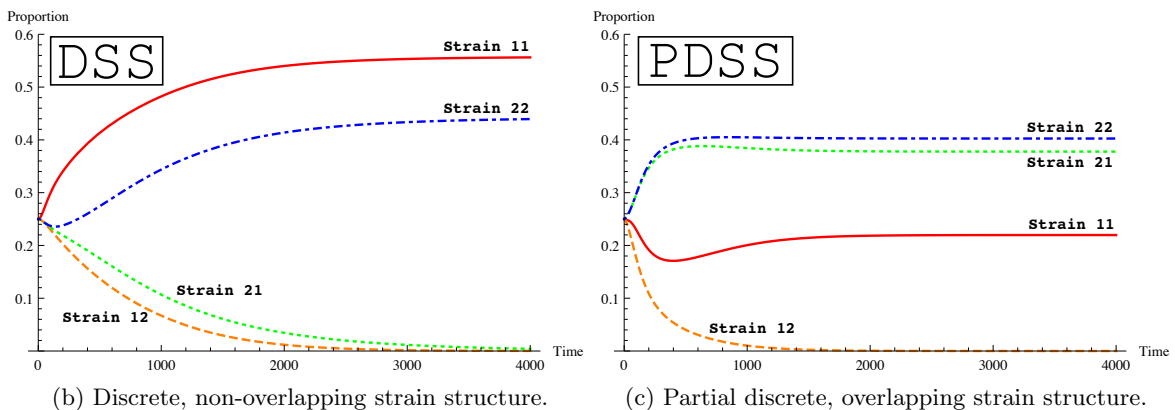 Proportion
0.6
0.5
0.4
0.3
0.2
0.1
0
1000
2000
3000
4000
Time
DSS
Strain 11
Strain 22
Strain 21
Strain 12
(b) Discrete, non-overlapping strain structure.
Proportion
0.6
0.5
0.4
0.3
0.2
0.1
0
1000
2000
3000
4000
Time
PDSS
Strain 22
Strain 21
Strain 11
Strain 12
(c) Partial discrete, overlapping strain structure.